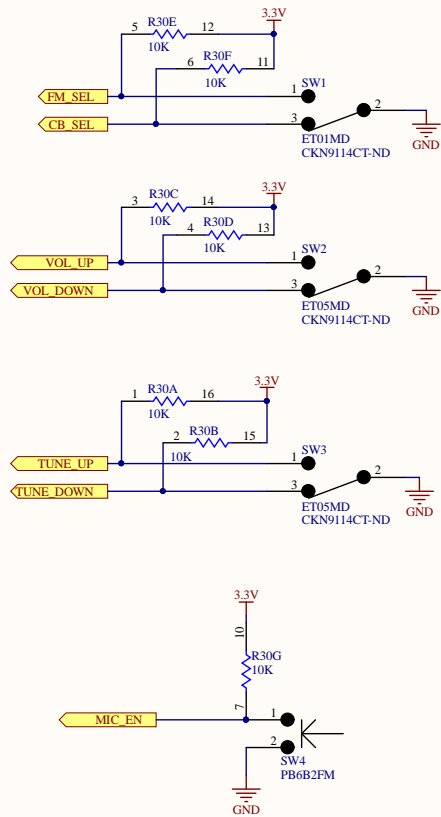 3.3V
R30E
5 12
10K
R30F
6 11
10K
SW1
FM_SEL 1
2
CB_SEL 3
ET01MD
CKN9114CT-ND
GND
3.3V
R30C
3 14
10K
R30D
4 13
10K
SW2
VOL_UP 1
2
VOL_DOWN 3
ET05MD
CKN9114CT-ND
GND
3.3V
R30A
1 16
10K
R30B
2 15
10K
SW3
TUNE_UP 1
2
TUNE_DOWN 3
ET05MD
CKN9114CT-ND
GND
3.3V
10
R30G
10K
7
MIC_EN 1
2
SW4
PB6B2FM
GND